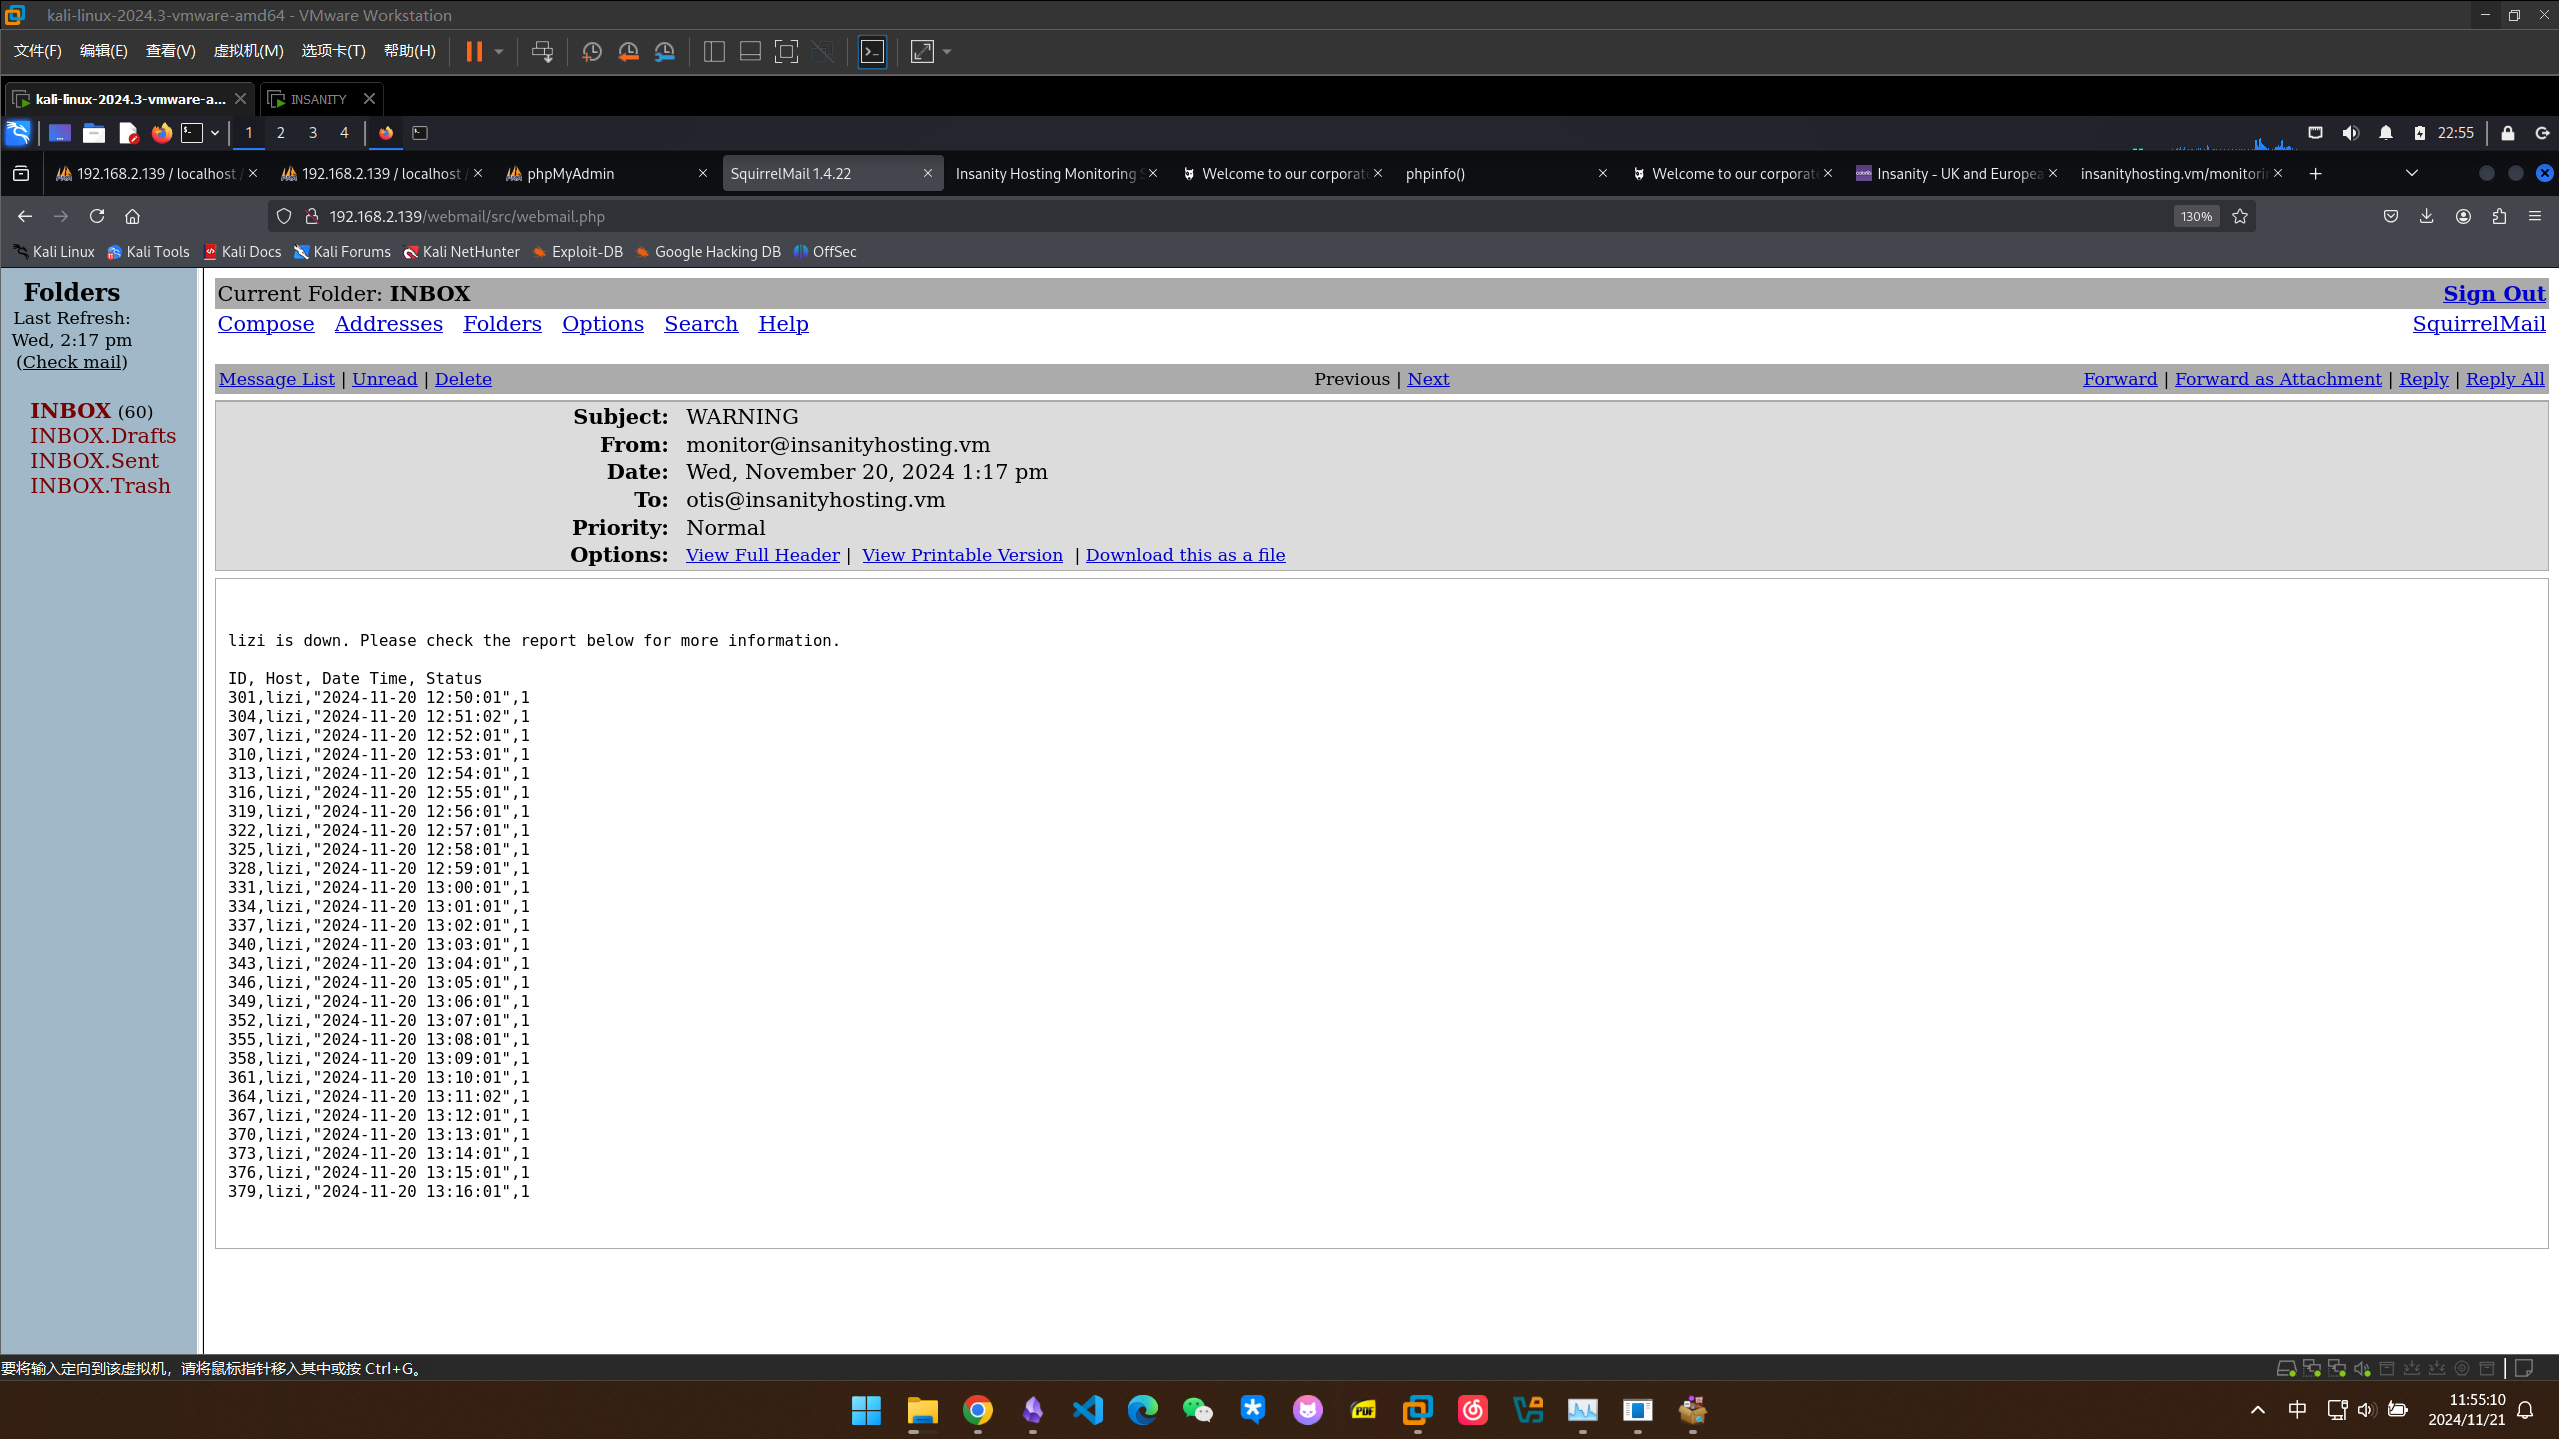 kali-linux-2024.3-vmware-amd64 - VMware Workstation
文件(F) 编辑(E) 查看(V) 虚拟机(M) 选项卡(T) 帮助(H)
kali-linux-2024.3-vmware-a... INSANITY
1 2 3 4 22:55
192.168.2.139 / localhost / 192.168.2.139 / localhost / phpMyAdmin SquirrelMail 1.4.22 Insanity Hosting Monitoring S Welcome to our corporate phpinfo() Welcome to our corporate Insanity - UK and Europea insanityhosting.vm/monitorin
192.168.2.139/webmail/src/webmail.php 130%
Kali Linux Kali Tools Kali Docs Kali Forums Kali NetHunter Exploit-DB Google Hacking DB OffSec
Folders
Last Refresh:
Wed, 2:17 pm
(Check mail)
INBOX (60)
INBOX.Drafts
INBOX.Sent
INBOX.Trash
Current Folder: INBOX Sign Out
Compose Addresses Folders Options Search Help SquirrelMail
Message List | Unread | Delete Previous | Next Forward | Forward as Attachment | Reply | Reply All
Subject: WARNING
From: monitor@insanityhosting.vm
Date: Wed, November 20, 2024 1:17 pm
To: otis@insanityhosting.vm
Priority: Normal
Options: View Full Header | View Printable Version | Download this as a file
lizi is down. Please check the report below for more information.
ID, Host, Date Time, Status
301,lizi,"2024-11-20 12:50:01",1
304,lizi,"2024-11-20 12:51:02",1
307,lizi,"2024-11-20 12:52:01",1
310,lizi,"2024-11-20 12:53:01",1
313,lizi,"2024-11-20 12:54:01",1
316,lizi,"2024-11-20 12:55:01",1
319,lizi,"2024-11-20 12:56:01",1
322,lizi,"2024-11-20 12:57:01",1
325,lizi,"2024-11-20 12:58:01",1
328,lizi,"2024-11-20 12:59:01",1
331,lizi,"2024-11-20 13:00:01",1
334,lizi,"2024-11-20 13:01:01",1
337,lizi,"2024-11-20 13:02:01",1
340,lizi,"2024-11-20 13:03:01",1
343,lizi,"2024-11-20 13:04:01",1
346,lizi,"2024-11-20 13:05:01",1
349,lizi,"2024-11-20 13:06:01",1
352,lizi,"2024-11-20 13:07:01",1
355,lizi,"2024-11-20 13:08:01",1
358,lizi,"2024-11-20 13:09:01",1
361,lizi,"2024-11-20 13:10:01",1
364,lizi,"2024-11-20 13:11:02",1
367,lizi,"2024-11-20 13:12:01",1
370,lizi,"2024-11-20 13:13:01",1
373,lizi,"2024-11-20 13:14:01",1
376,lizi,"2024-11-20 13:15:01",1
379,lizi,"2024-11-20 13:16:01",1
要将输入定向到该虚拟机，请将鼠标指针移入其中或按 Ctrl+G。
PDF
中
11:55:10
2024/11/21